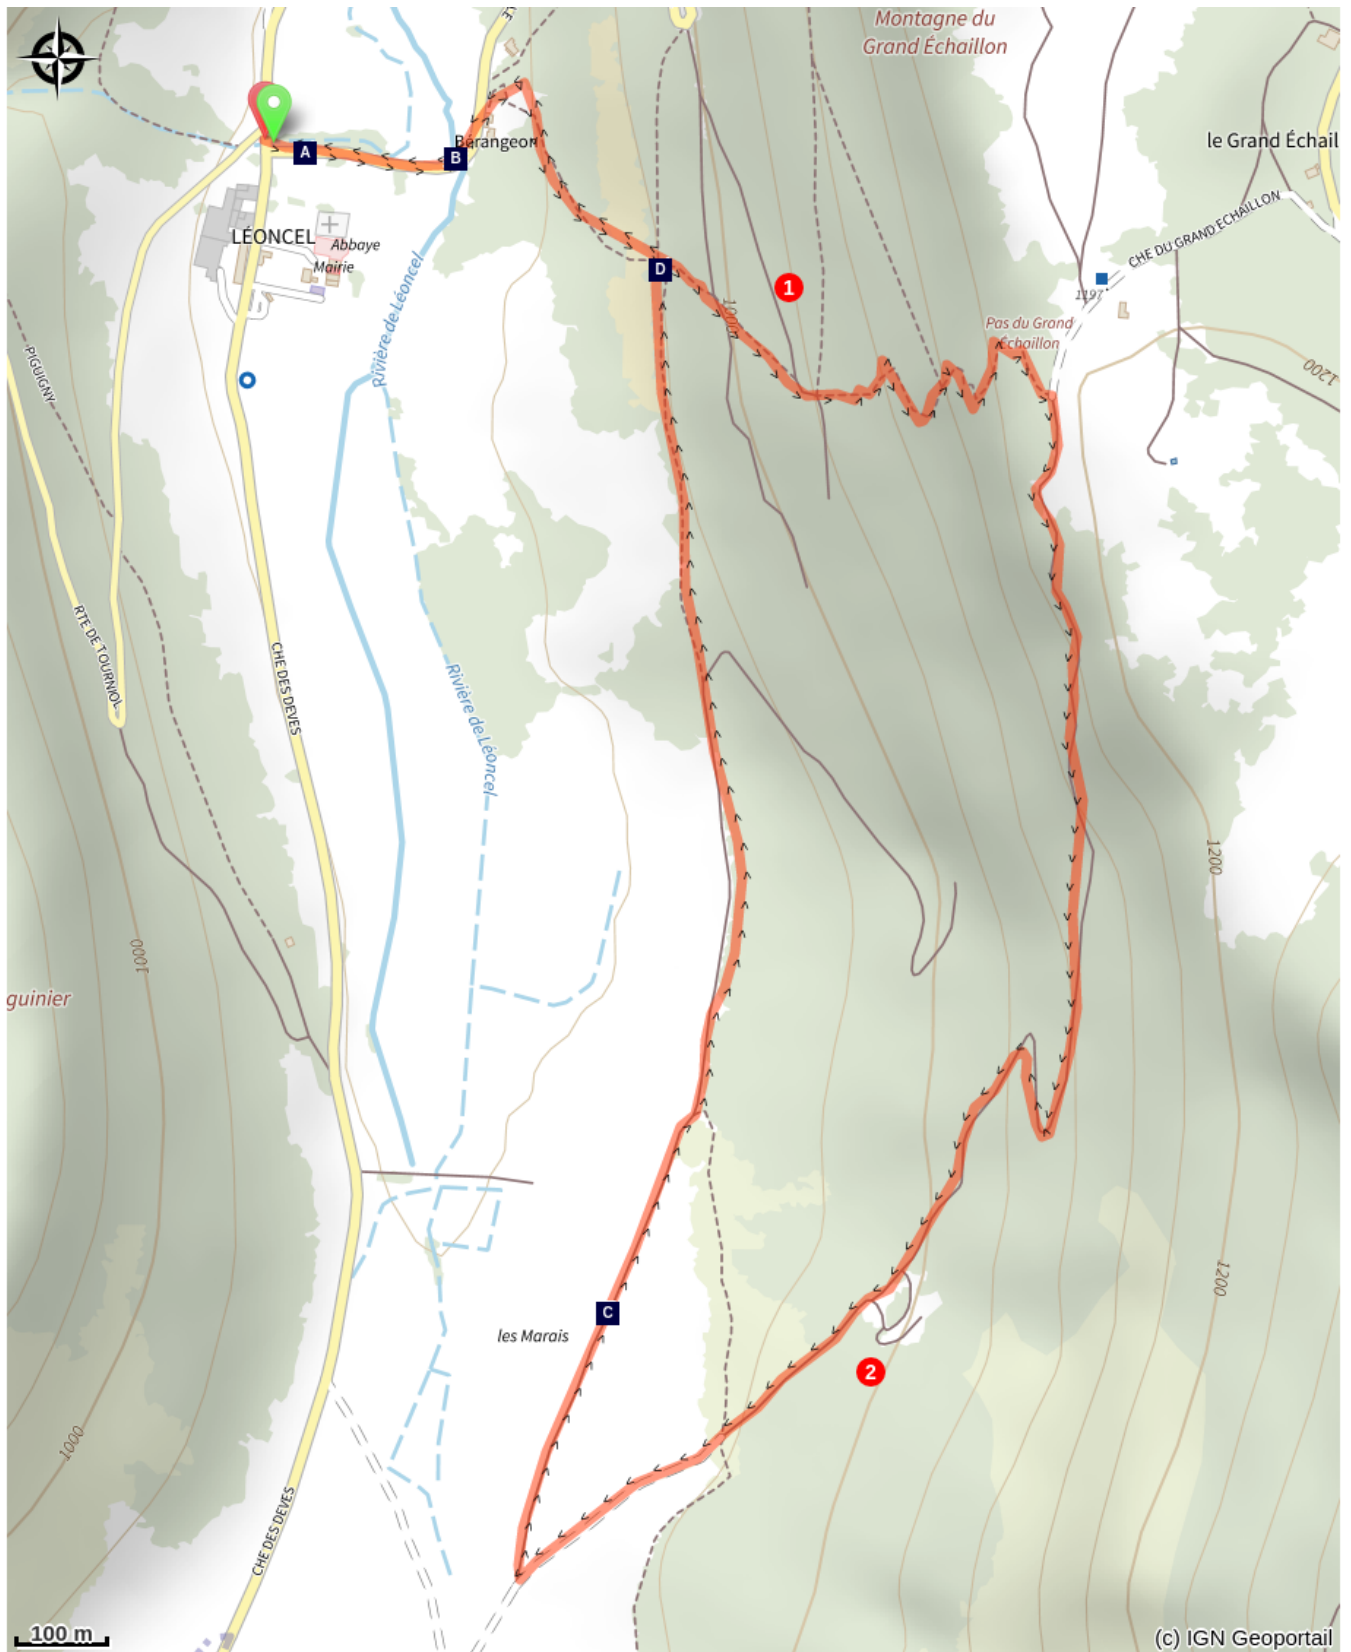 Montagne du
Grand Échaillon
A
B
Bérangeon
le Grand Échail
CHE DU GRAND ECHAILLON
LÉONCEL
Abbaye
Mairie
D
1
1197
Pas du Grand
Échaillon
1000
Rivière de Léoncel
PIGUIGNY
1200
RTE DE TOURNIOL
CHE DES DEVES
Rivière de Léoncel
1200
1000
guinier
1200
C
les Marais
2
1000
CHE DES DEVES
100 m
(c) IGN Geoportail